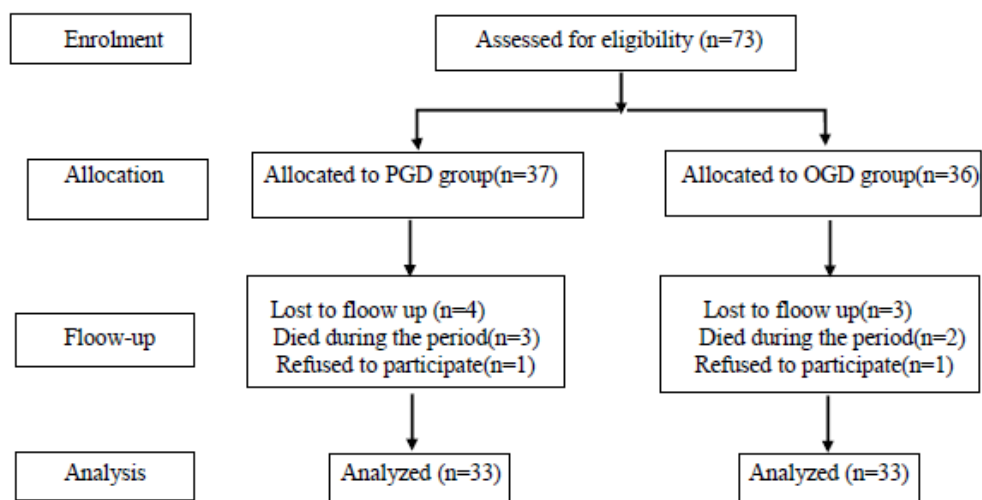 Enrolment
Assessed for eligibility (n=73)
Allocation
Allocated to PGD group(n=37)
Allocated to OGD group(n=36)
Floow-up
Lost to floow up (n=4)
Died during the period(n=3)
Refused to participate(n=1)
Lost to floow up(n=3)
Died during the period(n=2)
Refused to participate(n=1)
Analysis
Analyzed (n=33)
Analyzed (n=33)